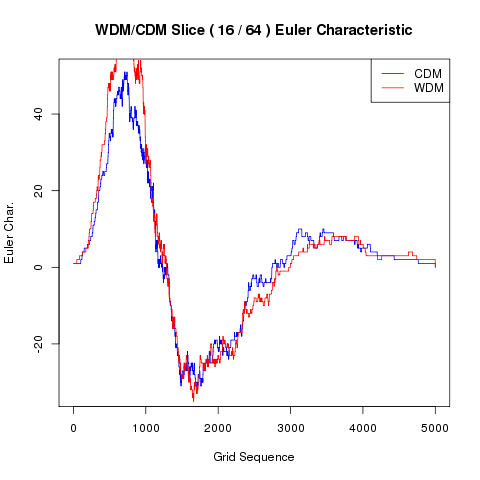 WDM/CDM Slice ( 16 / 64 ) Euler Characteristic
CDM
WDM
Euler Char.
40
20
0
-20
0 1000 2000 3000 4000 5000
Grid Sequence